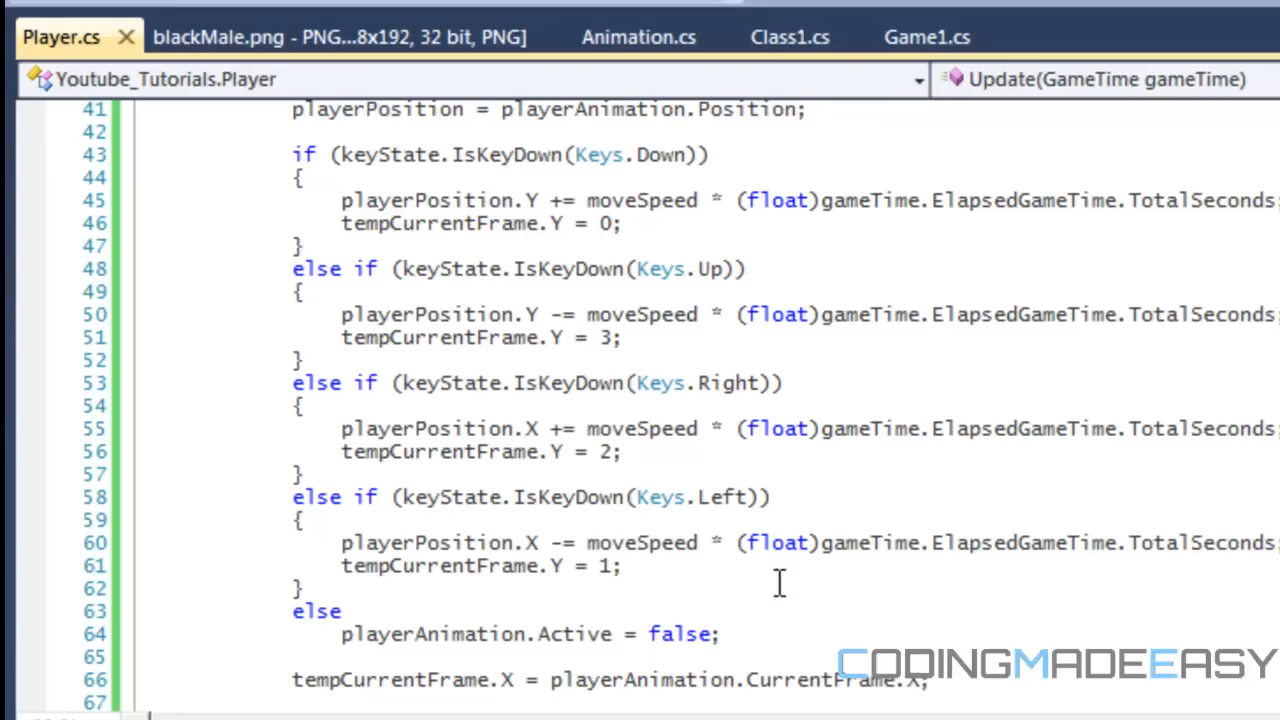 Player.cs blackMale.png - PNG...8x192, 32 bit, PNG] Animation.cs Class1.cs Game1.cs
Youtube_Tutorials.Player Update(GameTime gameTime)
41 playerPosition = playerAnimation.Position;
42
43 if (keyState.IsKeyDown(Keys.Down))
44 {
45 playerPosition.Y += moveSpeed * (float)gameTime.ElapsedGameTime.TotalSeconds;
46 tempCurrentFrame.Y = 0;
47 }
48 else if (keyState.IsKeyDown(Keys.Up))
49 {
50 playerPosition.Y -= moveSpeed * (float)gameTime.ElapsedGameTime.TotalSeconds;
51 tempCurrentFrame.Y = 3;
52 }
53 else if (keyState.IsKeyDown(Keys.Right))
54 {
55 playerPosition.X += moveSpeed * (float)gameTime.ElapsedGameTime.TotalSeconds;
56 tempCurrentFrame.Y = 2;
57 }
58 else if (keyState.IsKeyDown(Keys.Left))
59 {
60 playerPosition.X -= moveSpeed * (float)gameTime.ElapsedGameTime.TotalSeconds;
61 tempCurrentFrame.Y = 1;
62 }
63 else
64 playerAnimation.Active = false;
65
66 tempCurrentFrame.X = playerAnimation.CurrentFrame.X;
67
CODINGMADEEASY